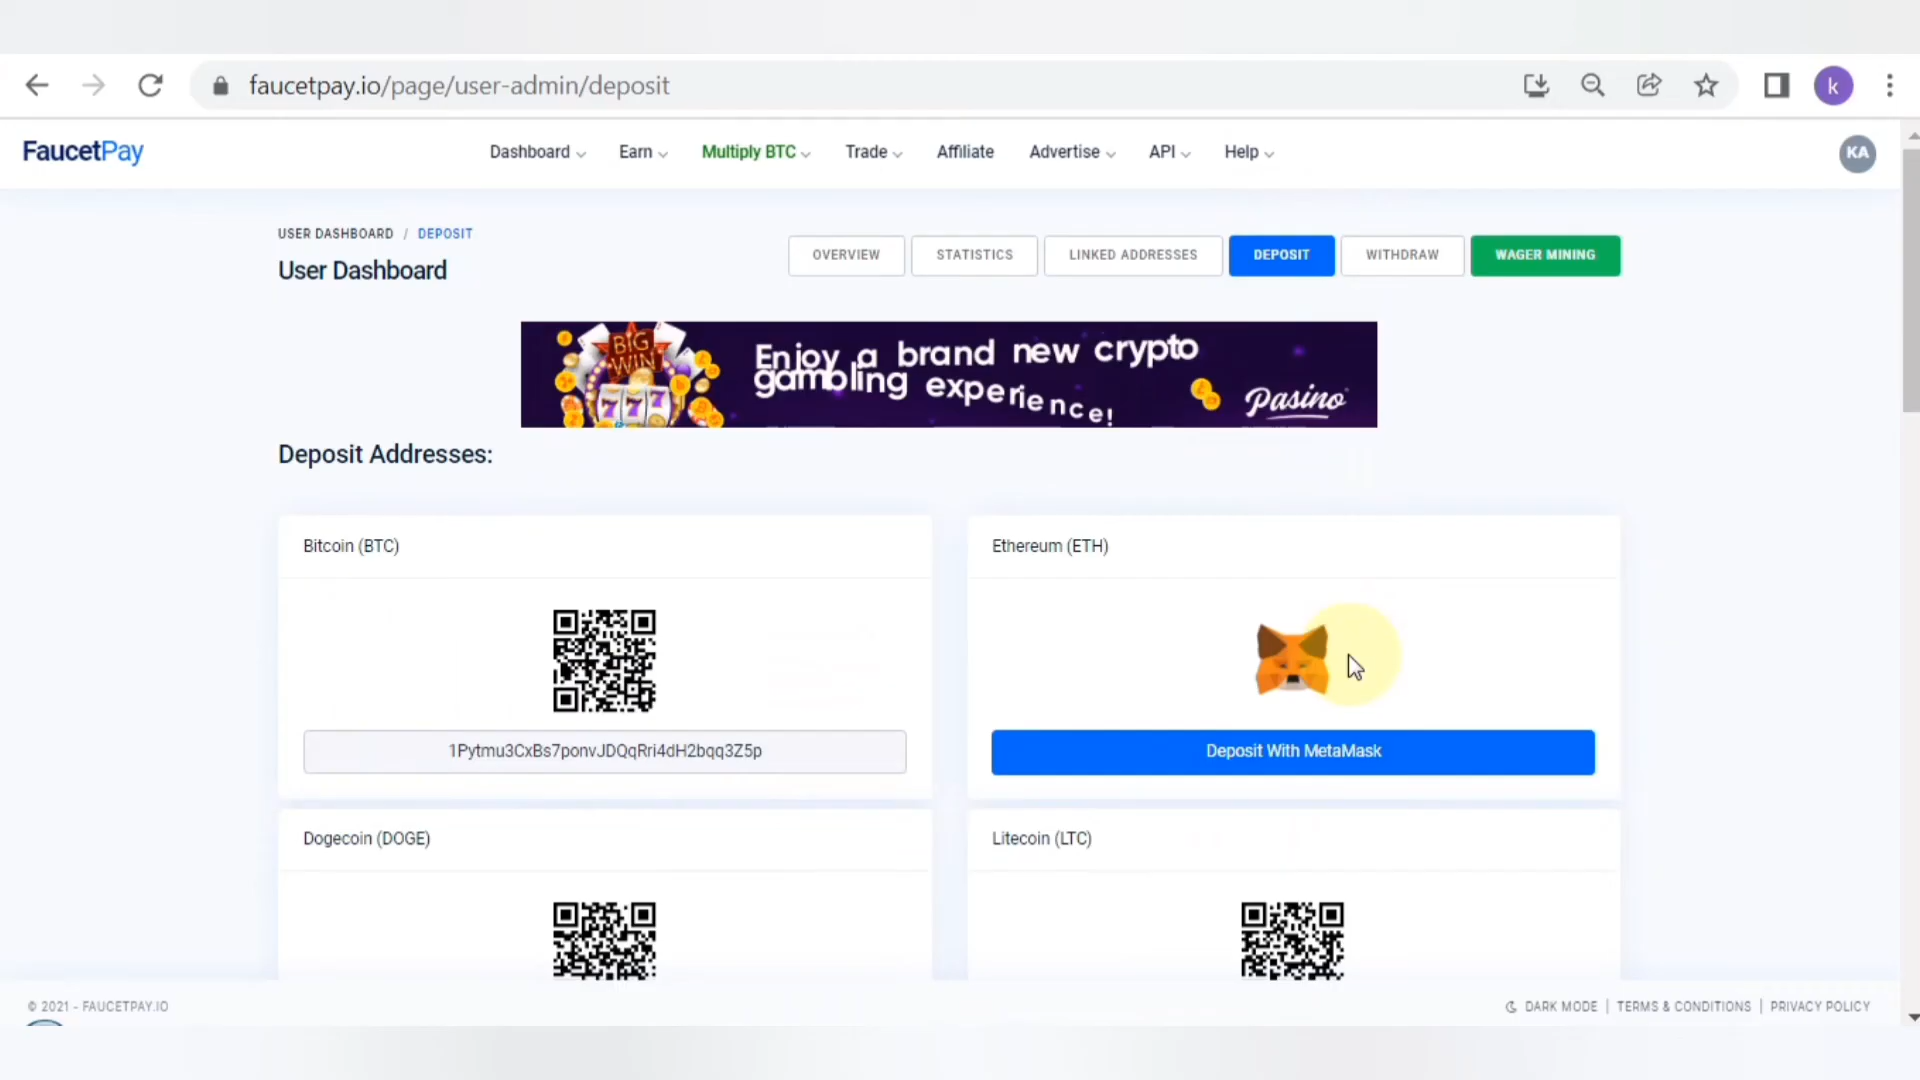 faucetpay.io/page/user-admin/deposit
k
FaucetPay
Dashboard
Earn
Multiply BTC
Trade
Affiliate
Advertise
API
Help
KA
USER DASHBOARD / DEPOSIT
User Dashboard
OVERVIEW
STATISTICS
LINKED ADDRESSES
DEPOSIT
WITHDRAW
WAGER MINING
BIG
WIN
777
Enjoy a brand new crypto
gambling experience!
Pasino
Deposit Addresses:
Bitcoin (BTC)
Ethereum (ETH)
1Pytmu3CxBs7ponvJDQqRri4dH2bqq3Z5p
Deposit With MetaMask
Dogecoin (DOGE)
Litecoin (LTC)
© 2021 - FAUCETPAY.IO
DARK MODE | TERMS & CONDITIONS | PRIVACY POLICY